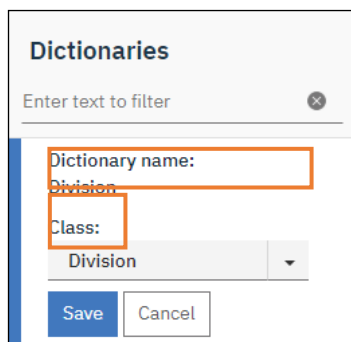 Dictionaries
Enter text to filter
Dictionary name:
Division
Class:
Division
Save Cancel